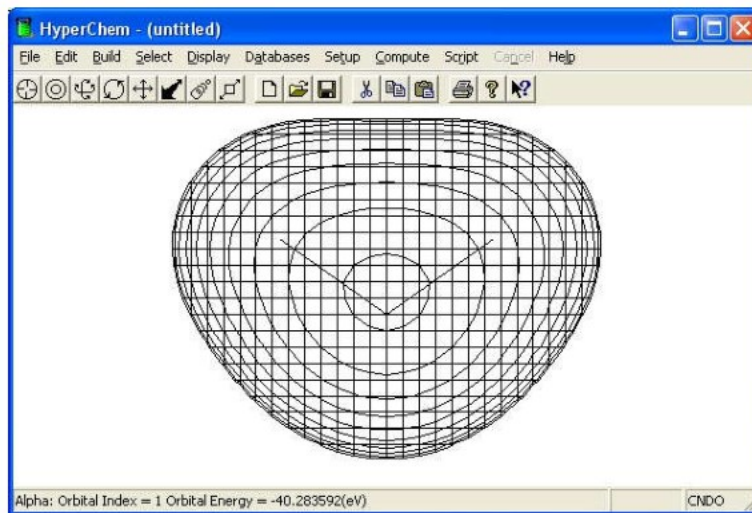 HyperChem - (untitled)
File Edit Build Select Display Databases Setup Compute Script Cancel Help
Alpha: Orbital Index = 1 Orbital Energy = -40.283592(eV) CNDO